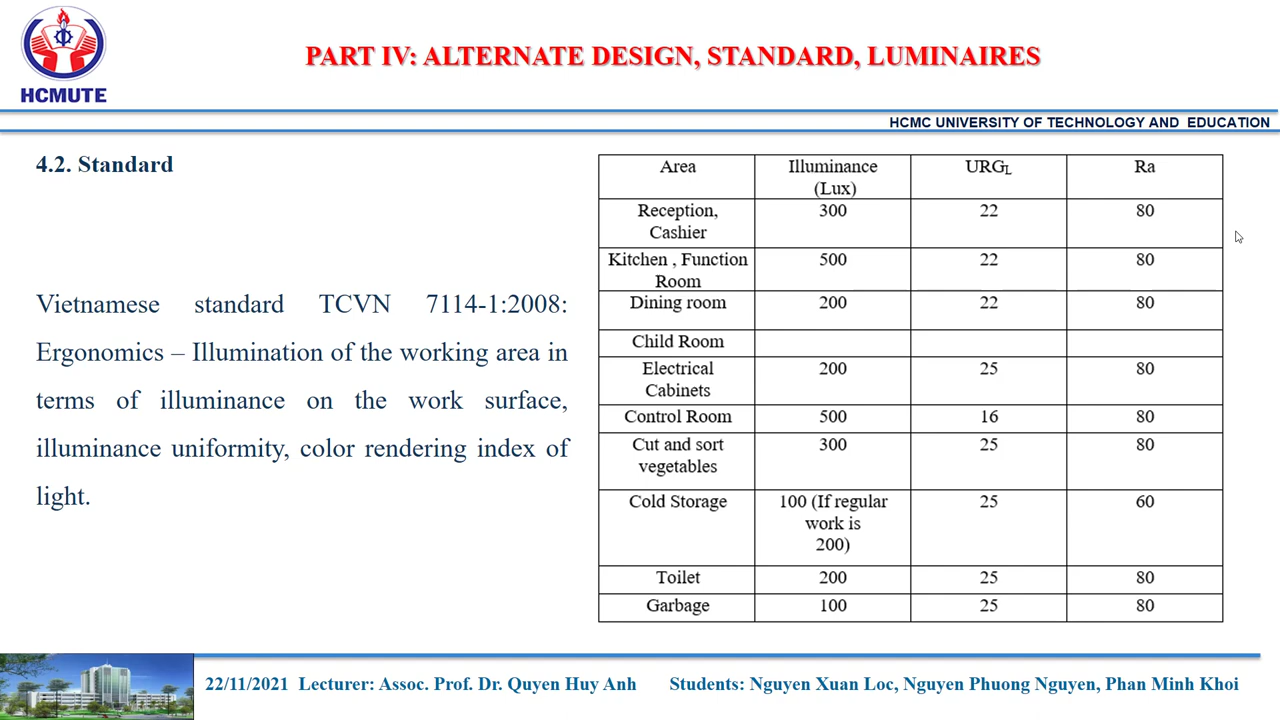 HCMUTE
PART IV: ALTERNATE DESIGN, STANDARD, LUMINAIRES
HCMC UNIVERSITY OF TECHNOLOGY AND EDUCATION
4.2. Standard
Vietnamese standard TCVN 7114-1:2008:
Ergonomics – Illumination of the working area in
terms of illuminance on the work surface,
illuminance uniformity, color rendering index of
light.
Area Illuminance (Lux) URGL Ra
Reception, Cashier 300 22 80
Kitchen , Function Room 500 22 80
Dining room 200 22 80
Child Room
Electrical Cabinets 200 25 80
Control Room 500 16 80
Cut and sort vegetables 300 25 80
Cold Storage 100 (If regular work is 200) 25 60
Toilet 200 25 80
Garbage 100 25 80
22/11/2021 Lecturer: Assoc. Prof. Dr. Quyen Huy Anh Students: Nguyen Xuan Loc, Nguyen Phuong Nguyen, Phan Minh Khoi